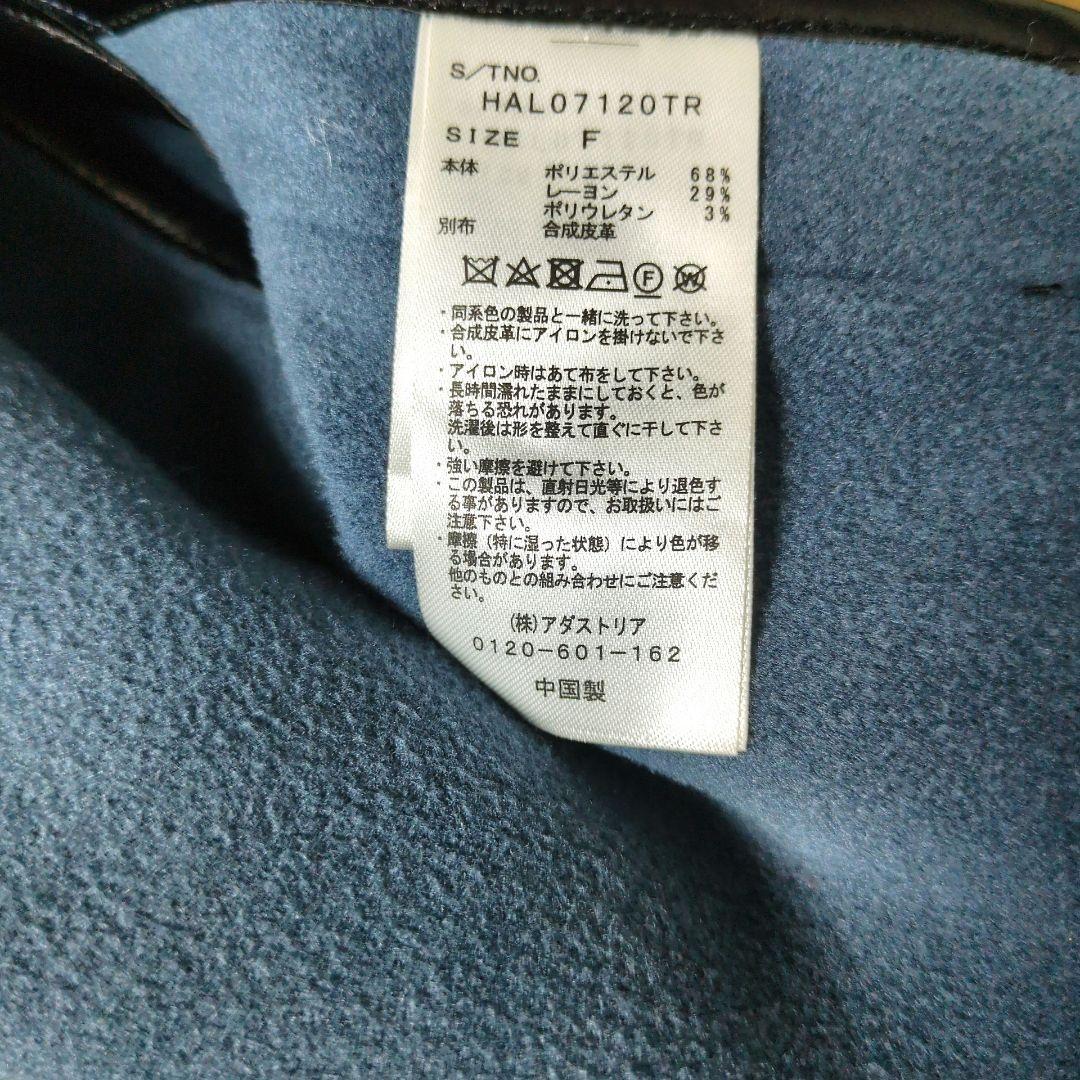 S/TNO.
HAL07120TR
SIZE F
本体 ポリエステル 68%
レーヨン 29%
ポリウレタン 3%
別布 合成皮革
F W
・同系色の製品と一緒に洗って下さい。
・合成皮革にアイロンを掛けないで下さ
い。
・アイロン時はあて布をして下さい。
・長時間濡れたままにしておくと、色が
落ちる恐れがあります。
洗濯後は形を整えて直ぐに干して下さ
い。
・強い摩擦を避けて下さい。
・この製品は、直射日光等により退色す
る事がありますので、お取扱いにはご
注意下さい。
・摩擦（特に湿った状態）により色が移
る場合があります。
他のものとの組み合わせにご注意くだ
さい。
(株)アダストリア
0120-601-162
中国製